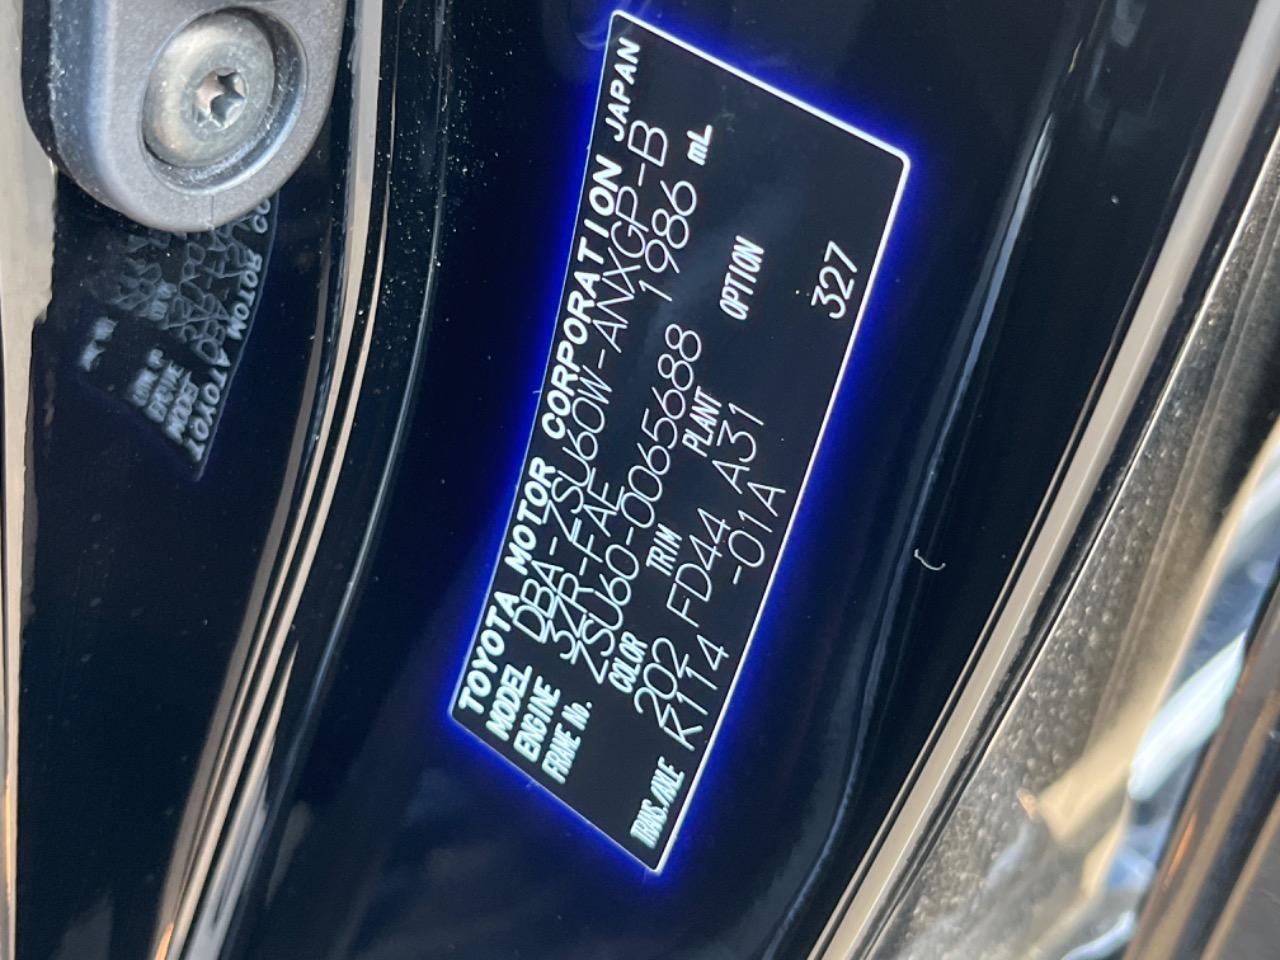 TOYOTA MOTOR CORPORATION JAPAN
MODEL DBA-ZSU60W-ANXGP-B
ENGINE 3ZR-FAE 1986 mL
FRAME No. ZSU60-0065688
COLOR TRIM PLANT OPTION
202 FD44 A31
TRANS./AXLE K114 -01A 327